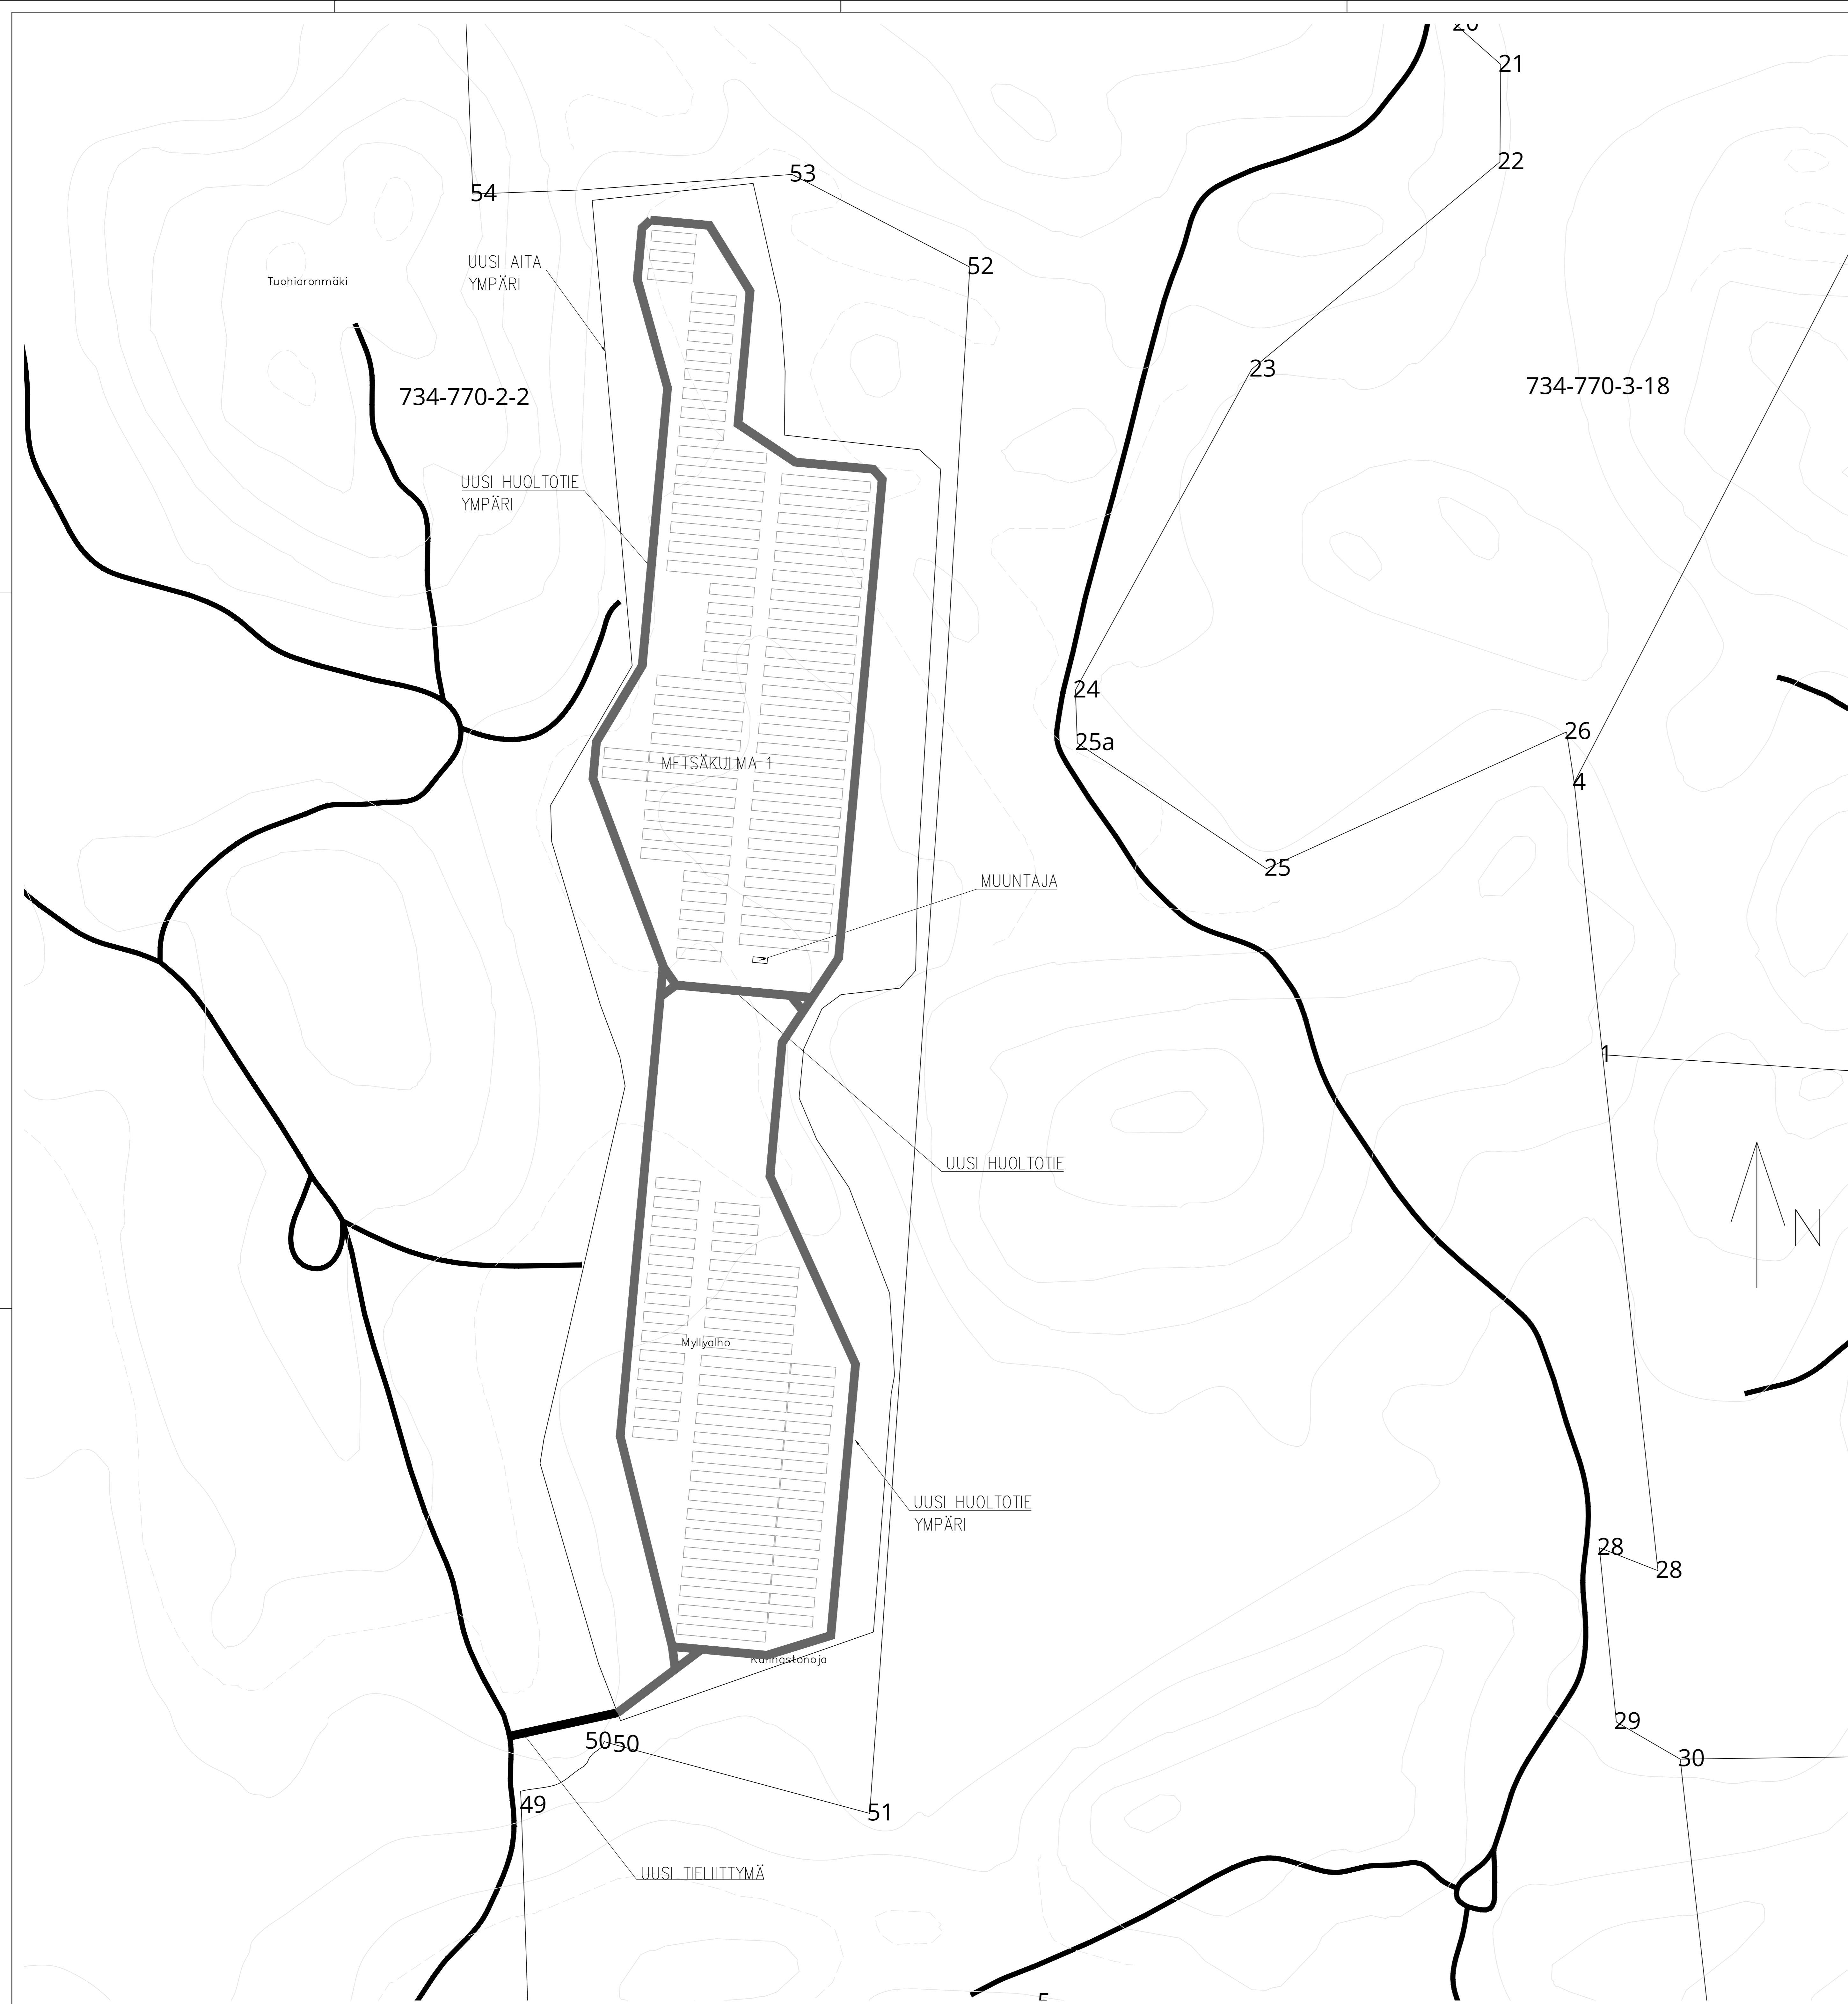 21
22
53
54
52
UUSI AITA
YMPÄRI
Tuohiaronmäki
23
734-770-2-2
734-770-3-18
UUSI HUOLTOTIE
YMPÄRI
24
25a
26
METSÄKULMA 1
4
25
MUUNTAJA
1
UUSI HUOLTOTIE
N
Myllyalho
UUSI HUOLTOTIE
YMPÄRI
28
28
Kanhastonoja
29
50
50
30
49
51
UUSI TIELIITTYMÄ